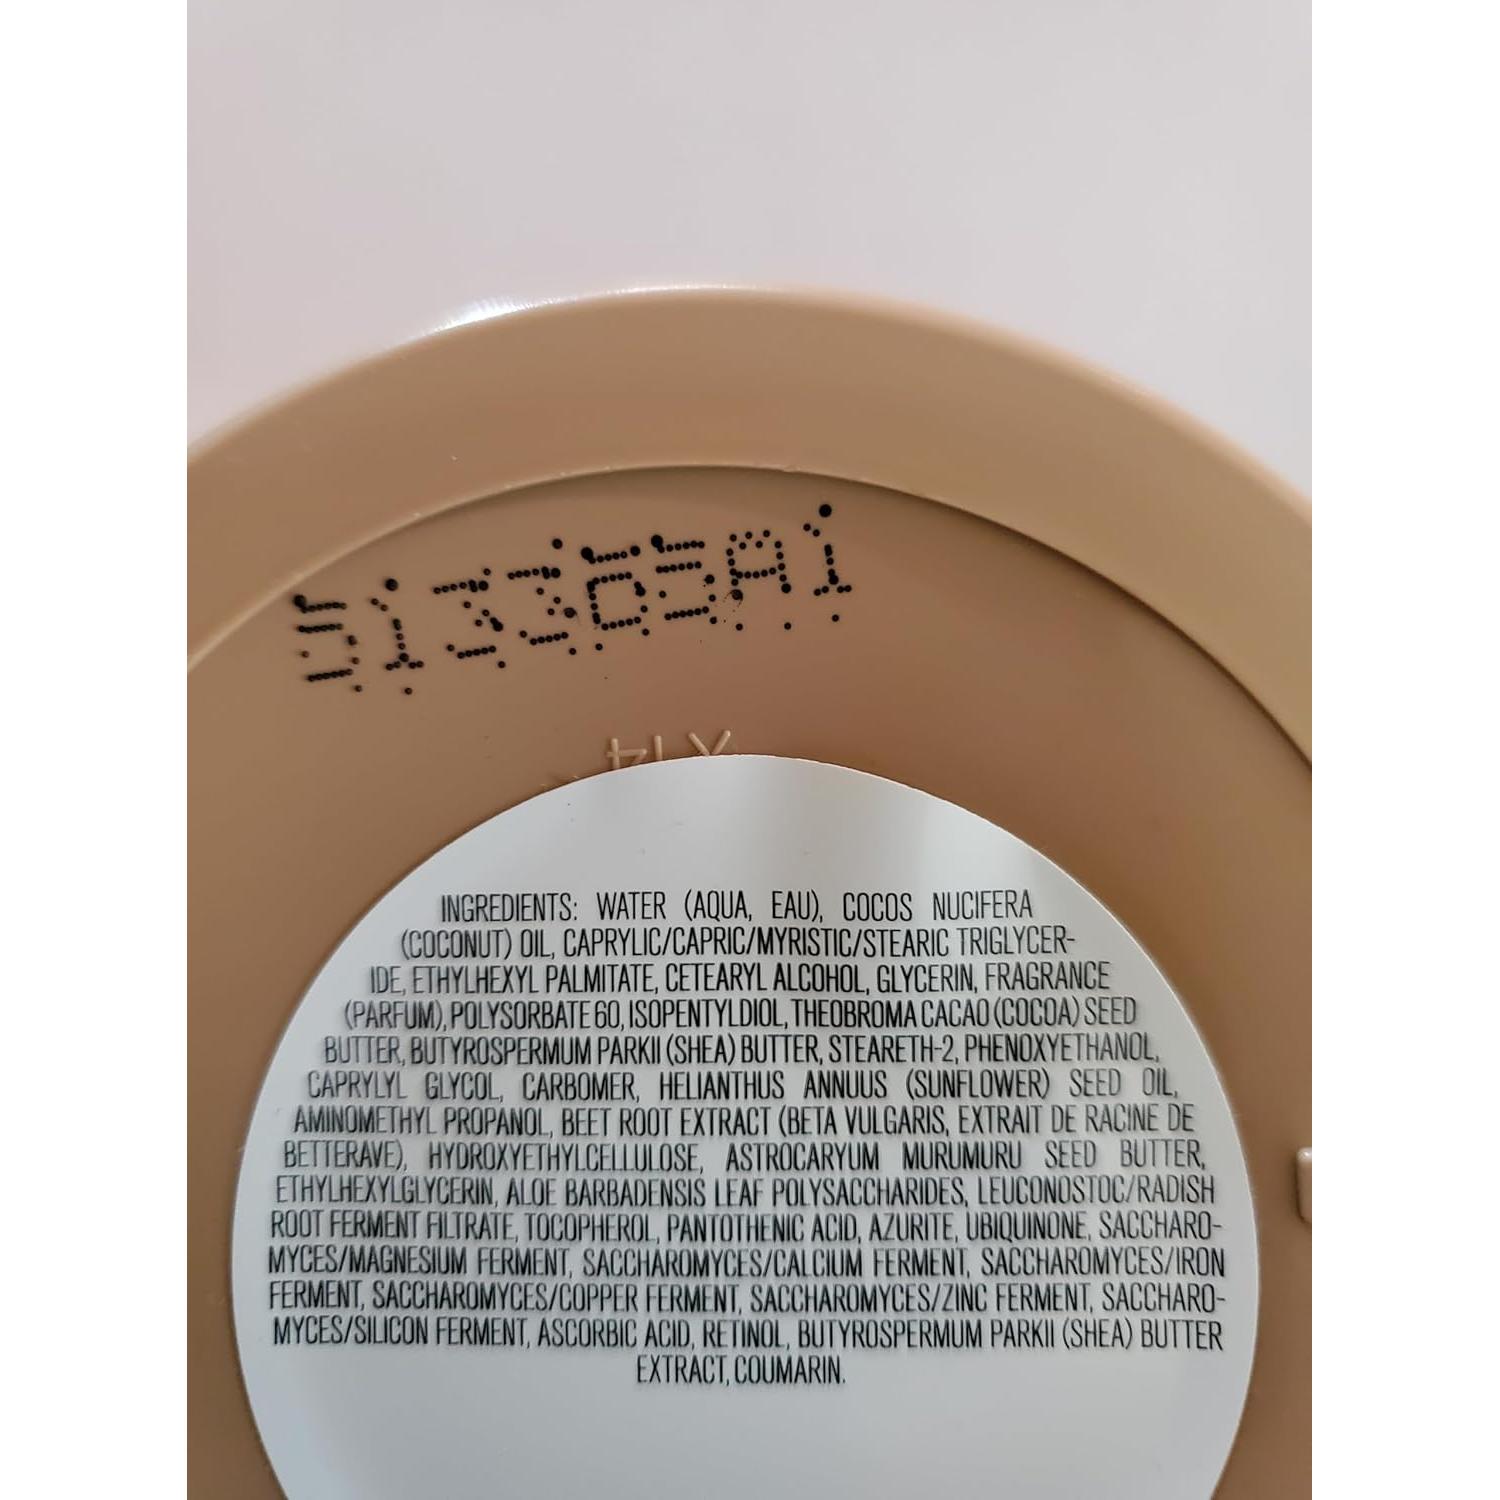 513365A1
INGREDIENTS: WATER (AQUA, EAU), COCOS NUCIFERA
(COCONUT) OIL, CAPRYLIC/CAPRIC/MYRISTIC/STEARIC TRIGLYCER-
IDE, ETHYLHEXYL PALMITATE, CETEARYL ALCOHOL, GLYCERIN, FRAGRANCE
(PARFUM), POLYSORBATE 60, ISOPENTYLDIOL, THEOBROMA CACAO (COCOA) SEED
BUTTER, BUTYROSPERMUM PARKII (SHEA) BUTTER, STEARETH-2, PHENOXYETHANOL,
CAPRYLYL GLYCOL, CARBOMER, HELIANTHUS ANNUUS (SUNFLOWER) SEED OIL,
AMINOMETHYL PROPANOL, BEET ROOT EXTRACT (BETA VULGARIS, EXTRAIT DE RACINE DE
BETTERAVE), HYDROXYETHYLCELLULOSE, ASTROCARYUM MURUMURU SEED BUTTER,
ETHYLHEXYLGLYCERIN, ALOE BARBADENSIS LEAF POLYSACCHARIDES, LEUCONOSTOC/RADISH
ROOT FERMENT FILTRATE, TOCOPHEROL, PANTOTHENIC ACID, AZURITE, UBIQUINONE, SACCHARO-
MYCES/MAGNESIUM FERMENT, SACCHAROMYCES/CALCIUM FERMENT, SACCHAROMYCES/IRON
FERMENT, SACCHAROMYCES/COPPER FERMENT, SACCHAROMYCES/ZINC FERMENT, SACCHARO-
MYCES/SILICON FERMENT, ASCORBIC ACID, RETINOL, BUTYROSPERMUM PARKII (SHEA) BUTTER
EXTRACT, COUMARIN.